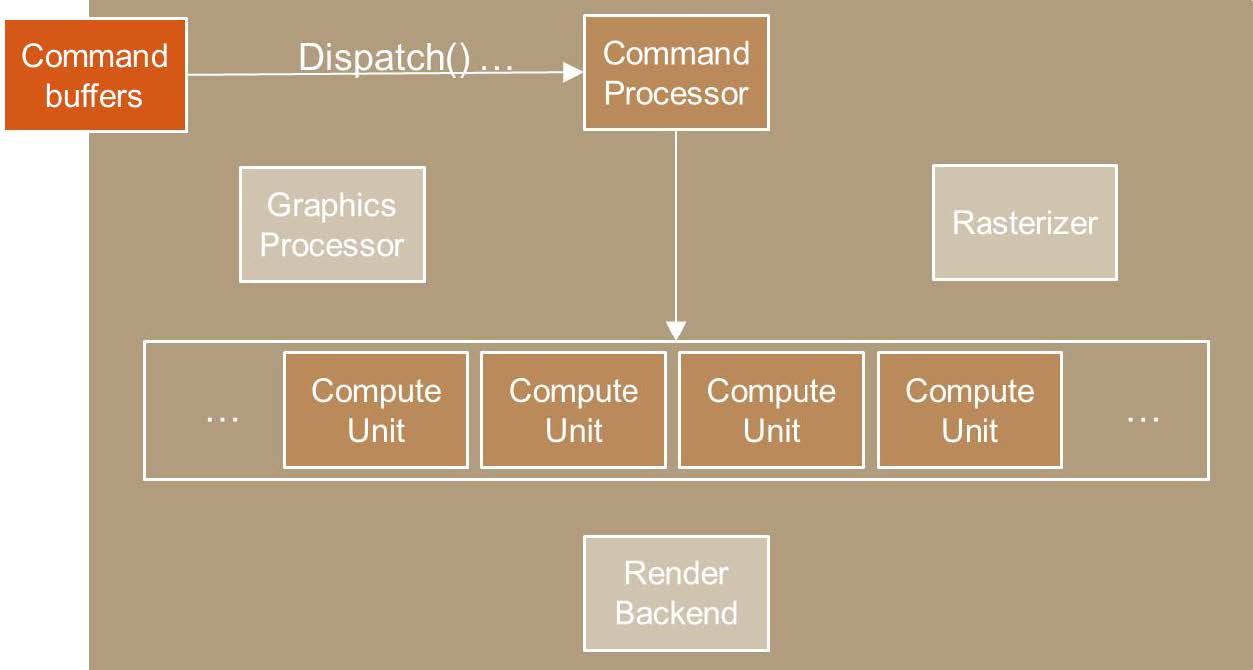 Command
buffers
Dispatch() ...
Command
Processor
Graphics
Processor
Rasterizer
...
Compute
Unit
Compute
Unit
Compute
Unit
Compute
Unit
...
Render
Backend